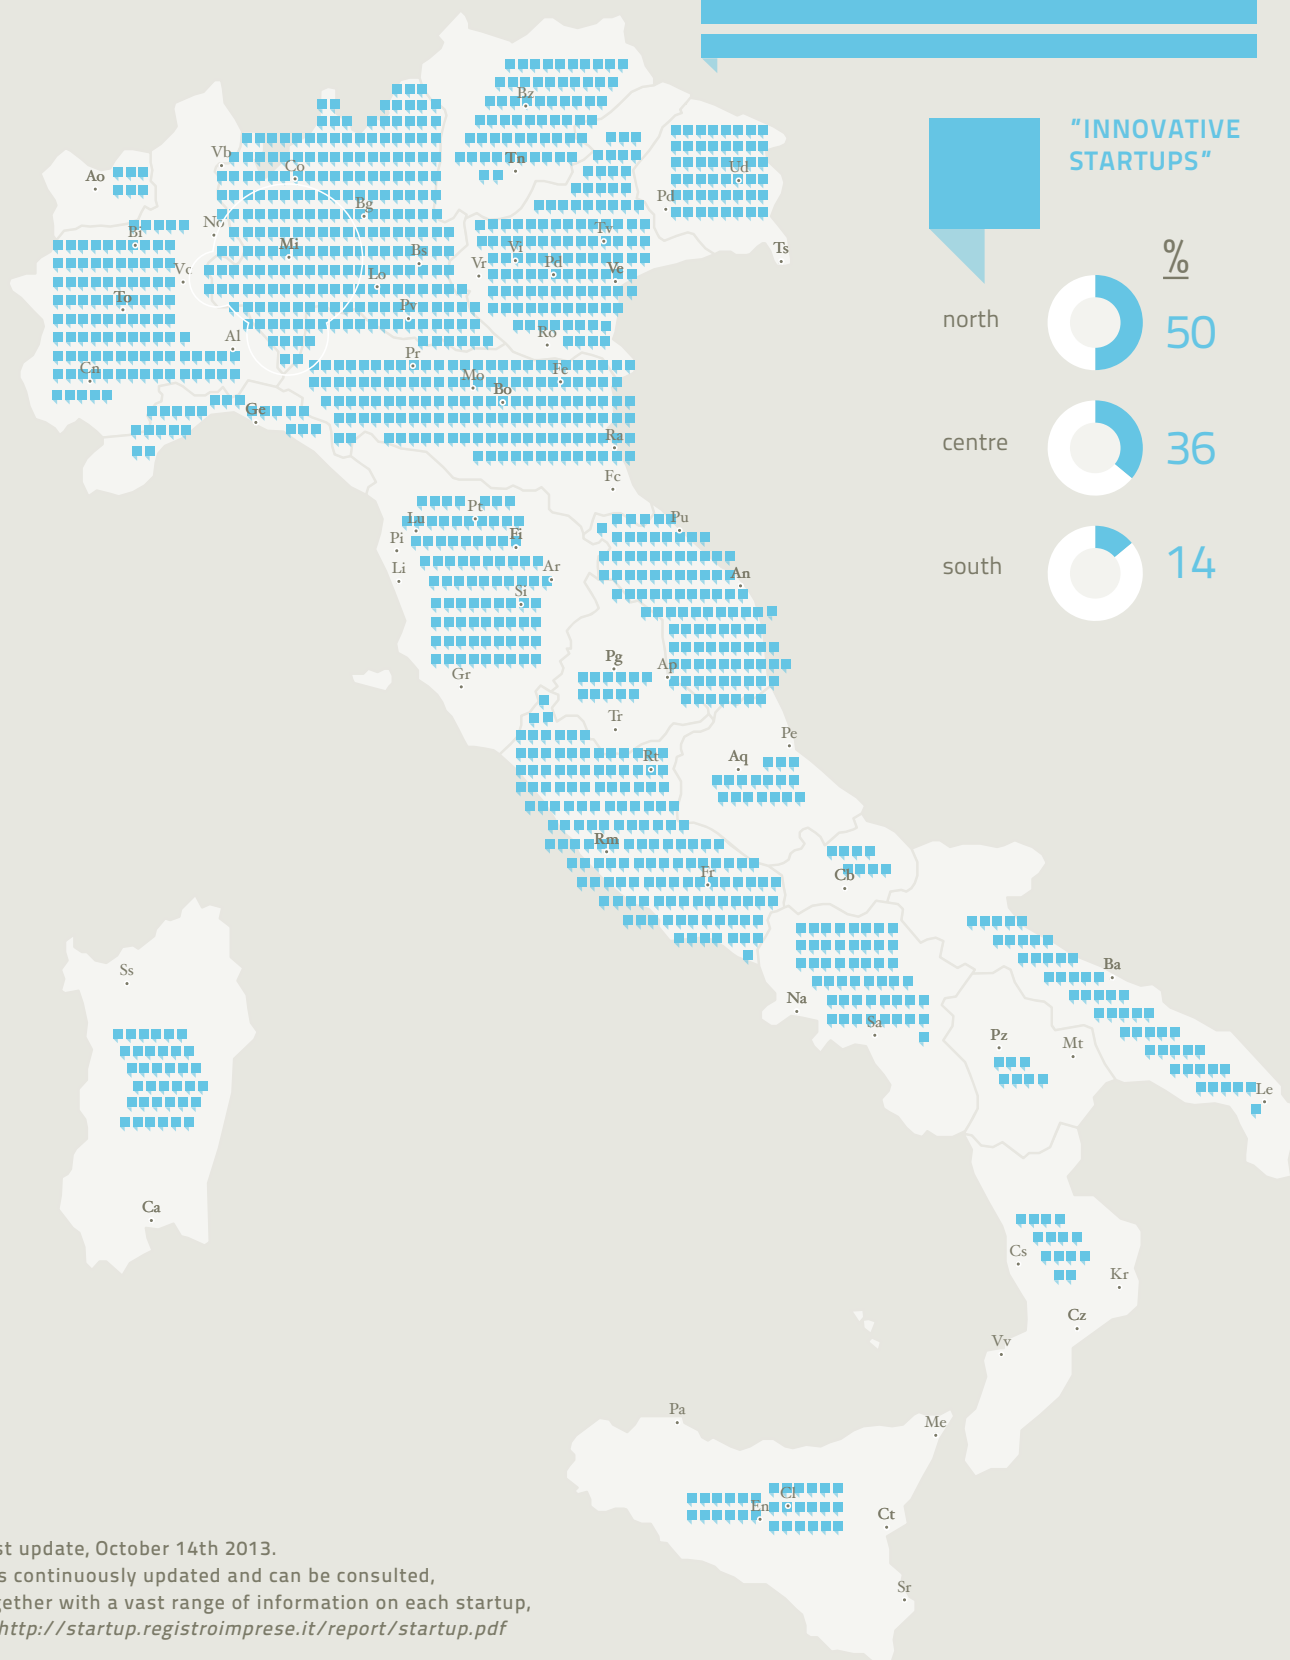 "INNOVATIVE
STARTUPS"
%
north
50
centre
36
south
14
Bz
Vb
Co
Tn
Ao
Ud
Pd
Bg
No
Bi
Mi
Tv
Ts
Bs
Vi
Vc
Vr
Pd
Ve
Lo
To
Pv
Al
Ro
Pr
Cn
Mo
Fe
Bo
Ge
Ra
Fc
Pt
Lu
Pu
Pi
Fi
Li
Ar
An
Si
Pg
Ap
Gr
Tr
Pe
Rt
Aq
Rm
Fr
Cb
Ss
Ba
Na
Sa
Pz
Mt
Le
Ca
Cs
Kr
Cz
Vv
Pa
Me
Cl
En
Ct
Sr
st update, October 14th 2013.
s continuously updated and can be consulted,
gether with a vast range of information on each startup,
http://startup.registroimprese.it/report/startup.pdf